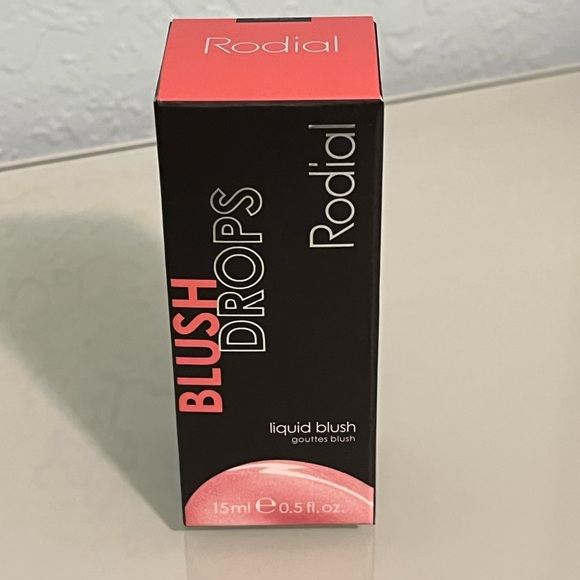 Rodial
Rodial
BLUSH
DROPS
liquid blush
gouttes blush
15ml ℮ 0.5 fl. oz.